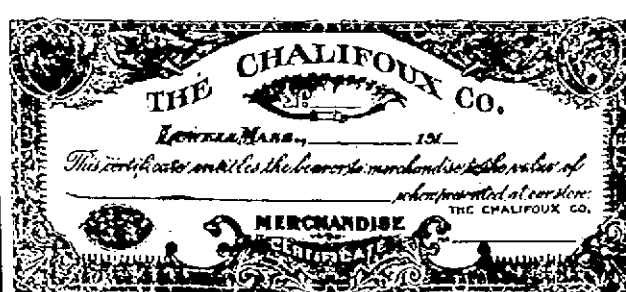 THE CHALIFOUX CO.
LOWELL MASS., 191
This certificate entitles the bearer to merchandise to the value of
when presented at our store.
THE CHALIFOUX CO.
MERCHANDISE
CERTIFICATE